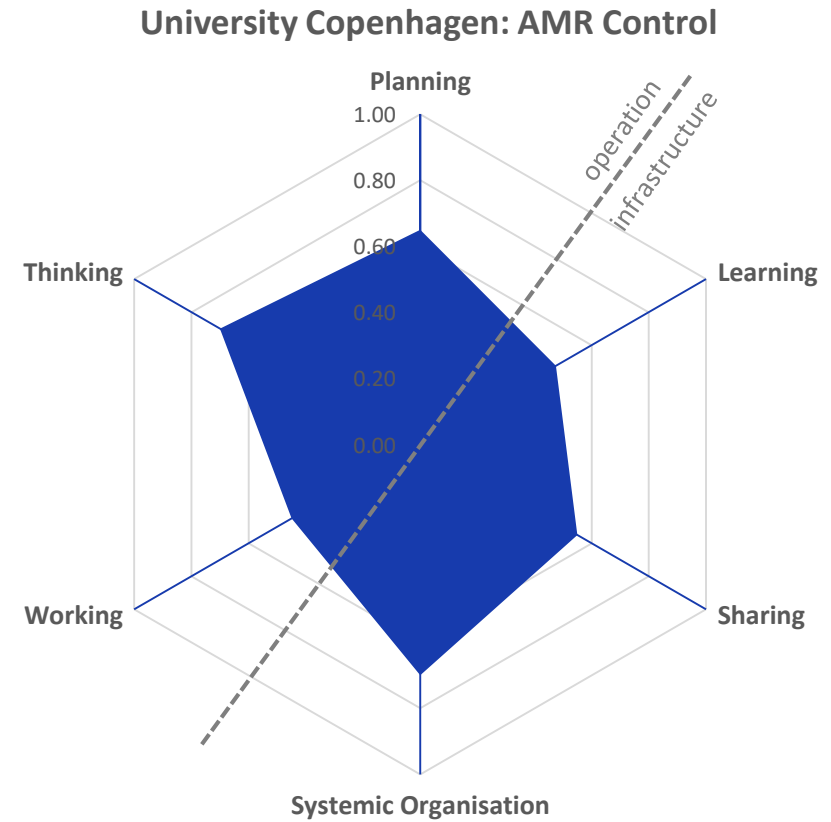 University Copenhagen: AMR Control
Planning
operation
infrastructure
1.00
0.80
0.60
0.40
0.20
0.00
Thinking
Learning
Working
Sharing
Systemic Organisation